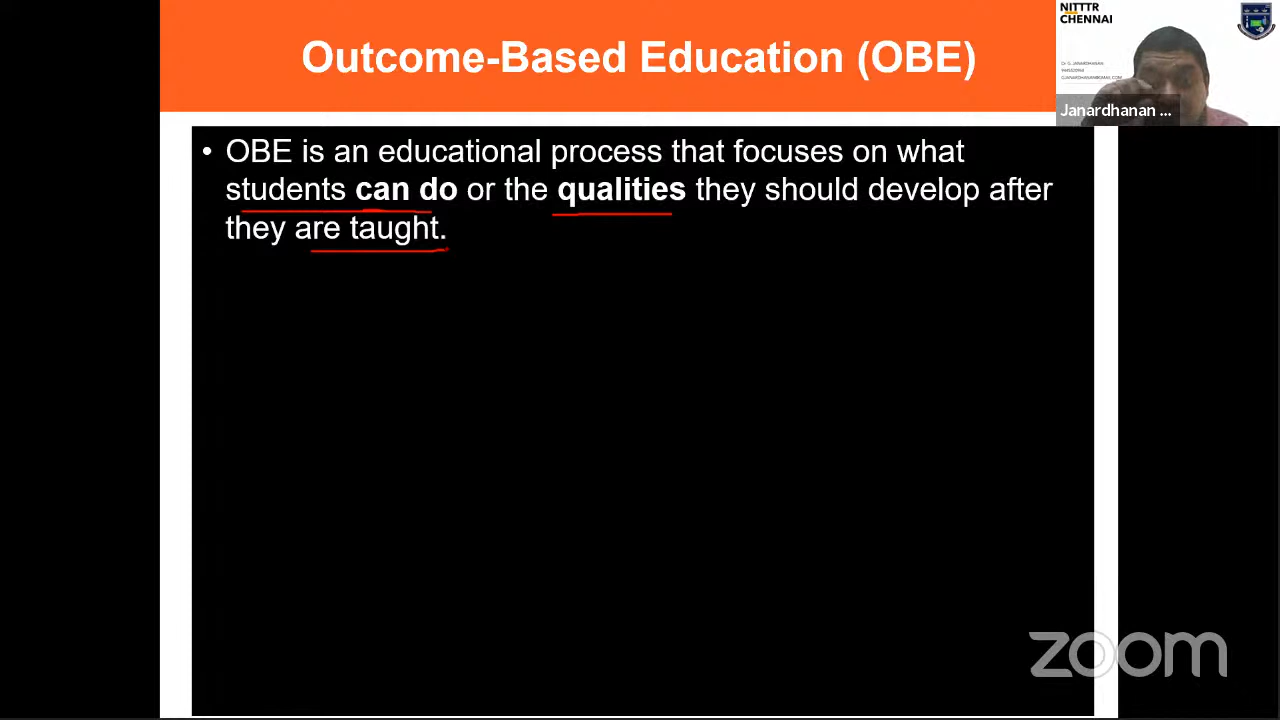 Outcome-Based Education (OBE)
NITTTR
CHENNAI
Janardhanan ...
• OBE is an educational process that focuses on what
students can do or the qualities they should develop after
they are taught.
zoom